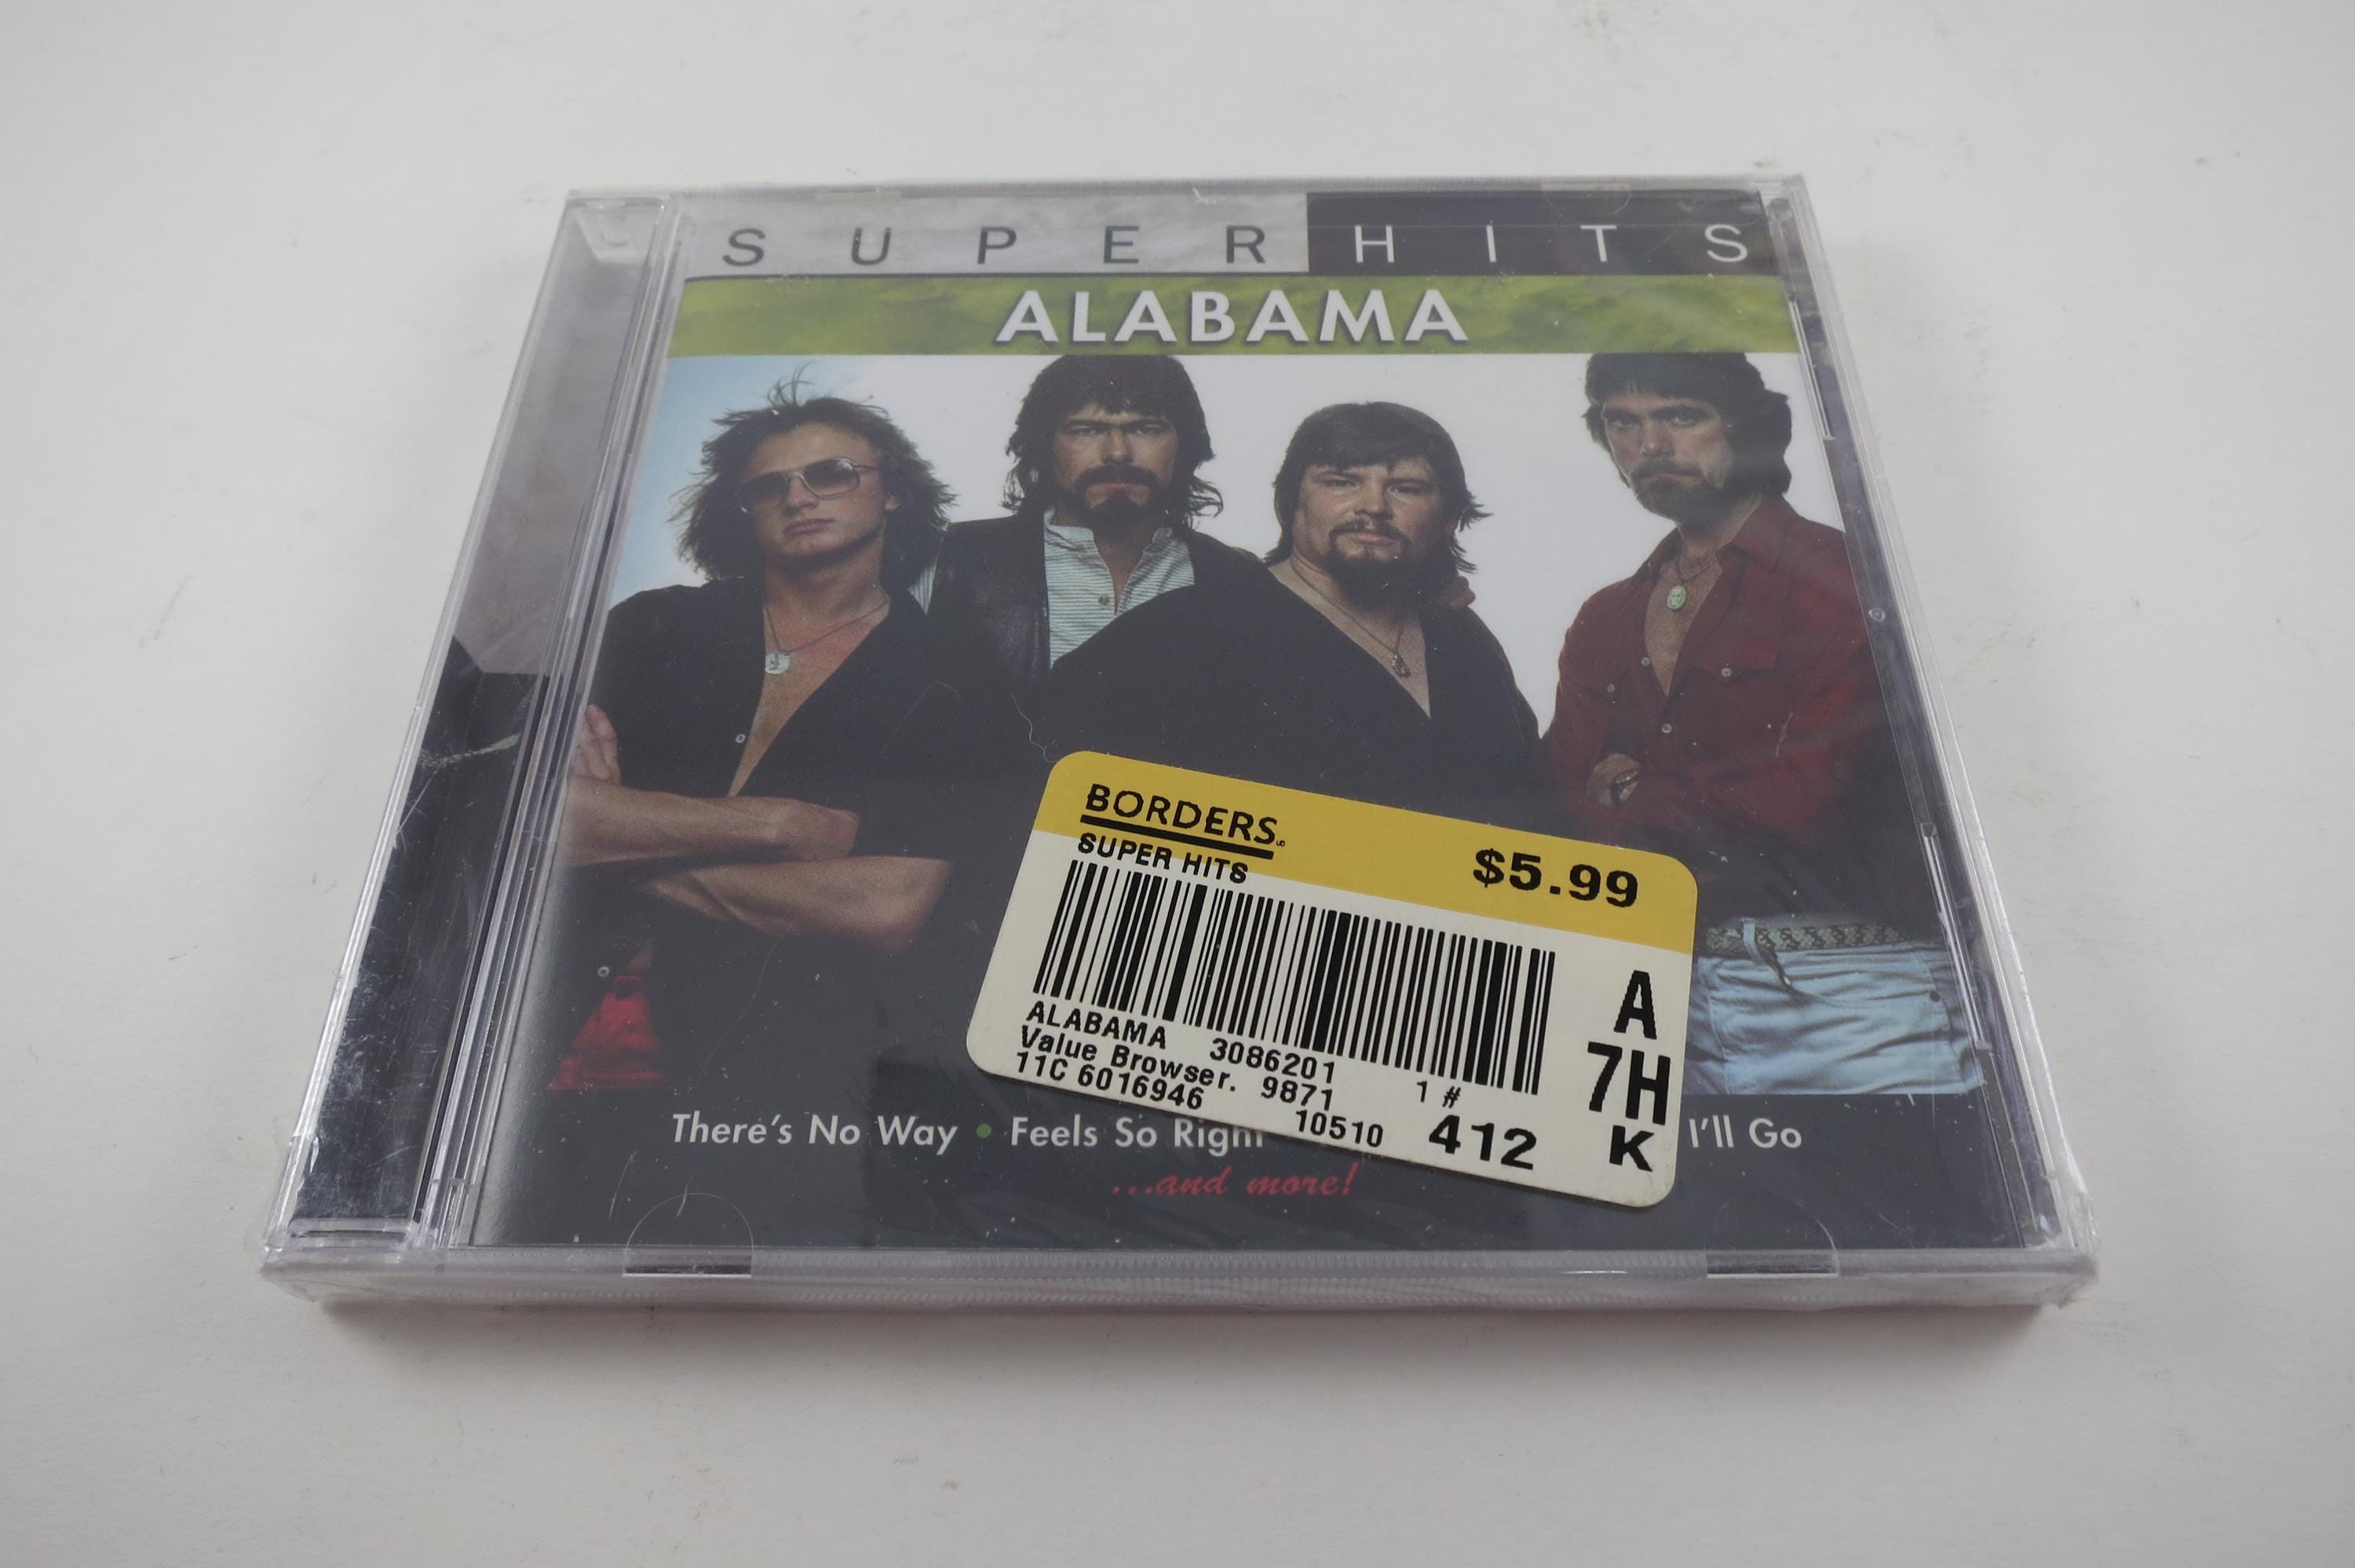 SUPER HITS
ALABAMA
BORDERS®
SUPER HITS
$5.99
ALABAMA 3086201
Value Browser. 9871 1 #
11C 6016946 10510 412
A
7H
K
There's No Way • Feels So Right I'll Go
...and more!